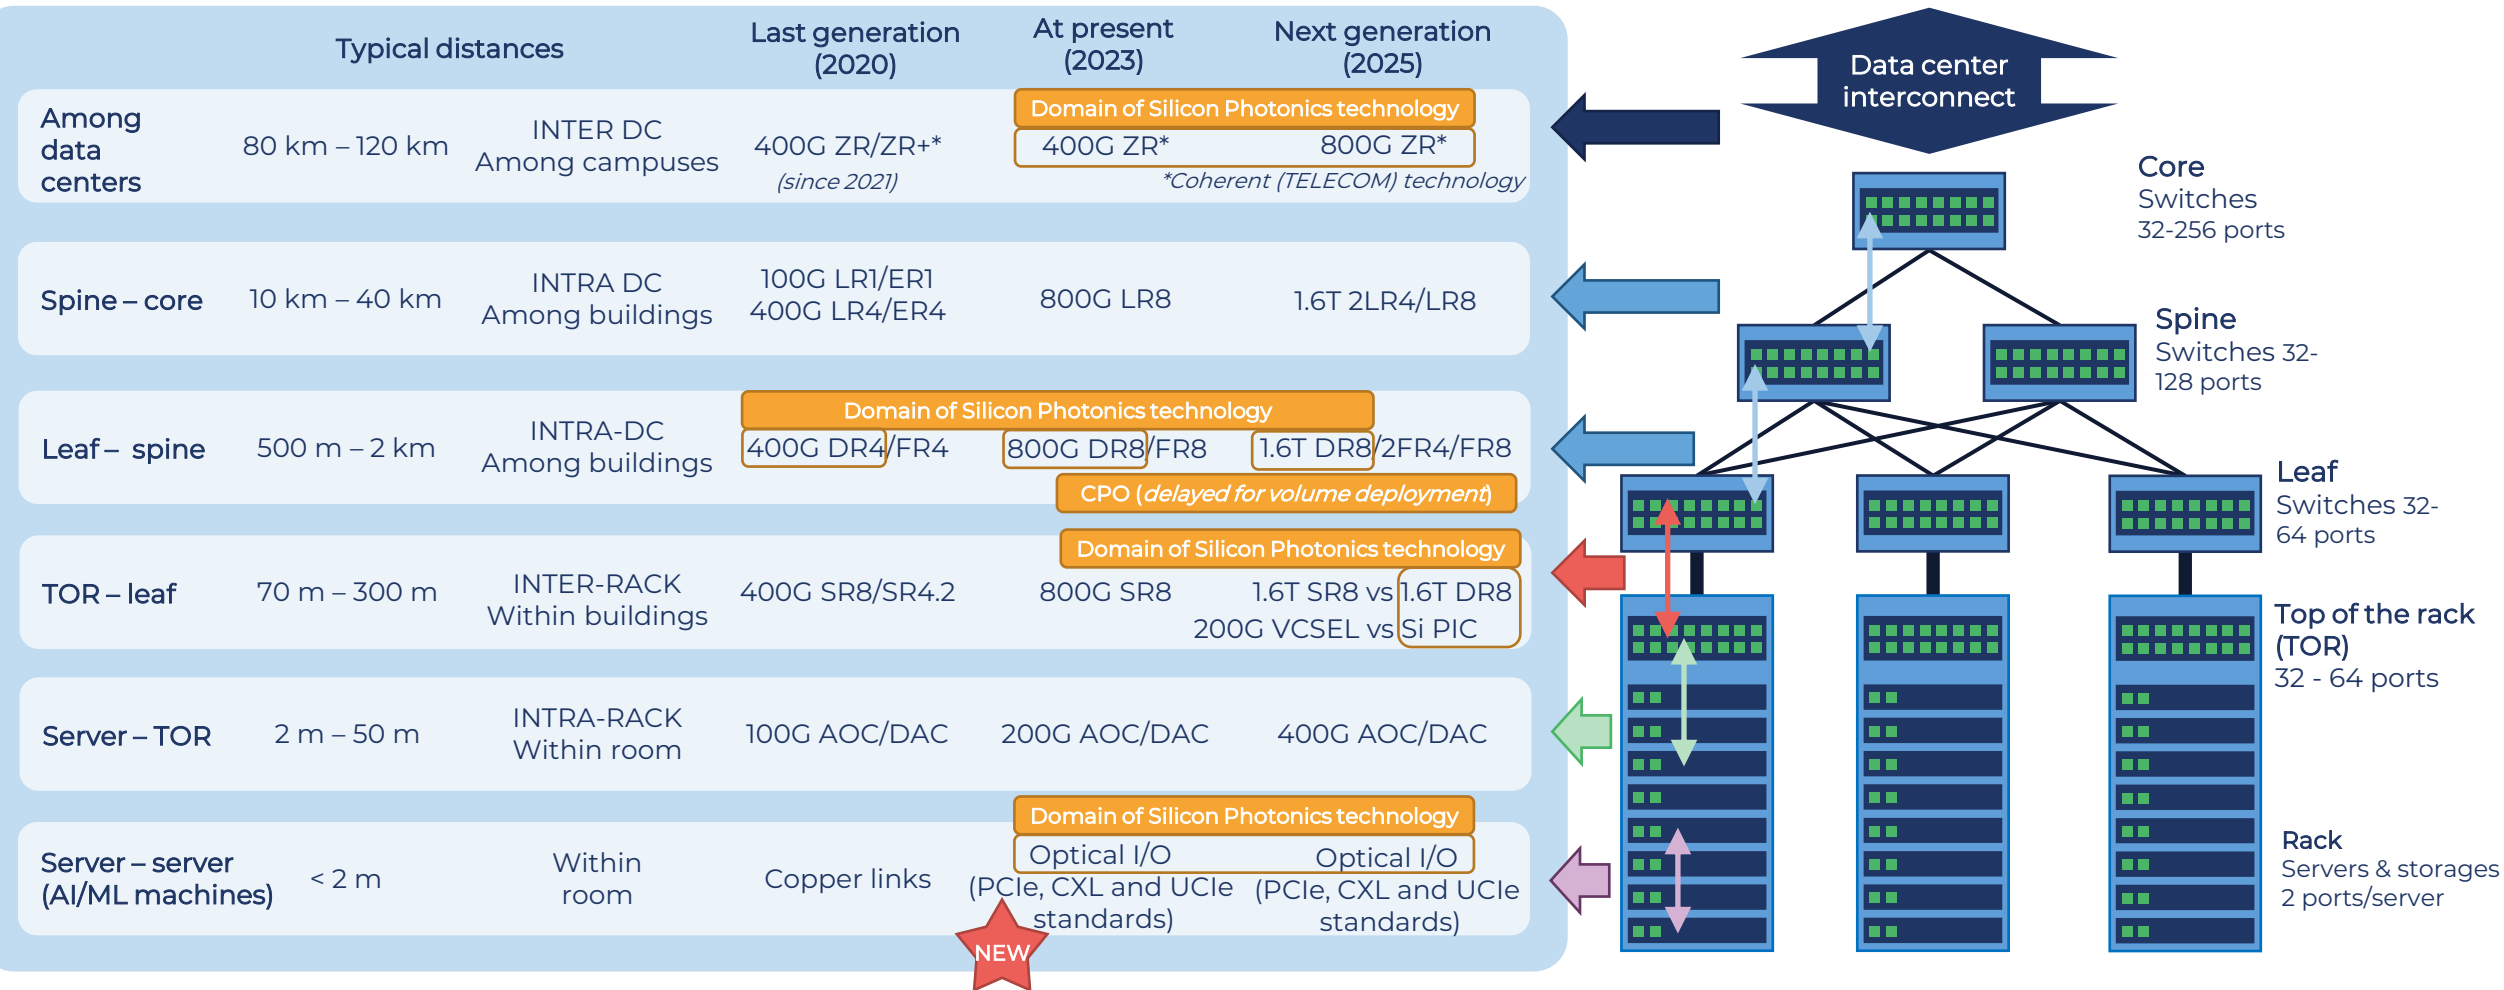 Typical distances
Last generation
(2020)
At present
(2023)
Next generation
(2025)
Domain of Silicon Photonics technology
Among
data
centers
80 km – 120 km
INTER DC
Among campuses
400G ZR/ZR+*
(since 2021)
400G ZR*
800G ZR*
*Coherent (TELECOM) technology
Spine – core
10 km – 40 km
INTRA DC
Among buildings
100G LR1/ER1
400G LR4/ER4
800G LR8
1.6T 2LR4/LR8
Domain of Silicon Photonics technology
Leaf – spine
500 m – 2 km
INTRA-DC
Among buildings
400G DR4/FR4
800G DR8/FR8
1.6T DR8/2FR4/FR8
CPO (delayed for volume deployment)
Domain of Silicon Photonics technology
TOR – leaf
70 m – 300 m
INTER-RACK
Within buildings
400G SR8/SR4.2
800G SR8
1.6T SR8 vs 1.6T DR8
200G VCSEL vs Si PIC
Server – TOR
2 m – 50 m
INTRA-RACK
Within room
100G AOC/DAC
200G AOC/DAC
400G AOC/DAC
Domain of Silicon Photonics technology
Server – server
(AI/ML machines)
< 2 m
Within
room
Copper links
Optical I/O
(PCIe, CXL and UCIe
standards)
Optical I/O
(PCIe, CXL and UCIe
standards)
NEW
Data center
interconnect
Core
Switches
32-256 ports
Spine
Switches 32-
128 ports
Leaf
Switches 32-
64 ports
Top of the rack
(TOR)
32 - 64 ports
Rack
Servers & storages
2 ports/server